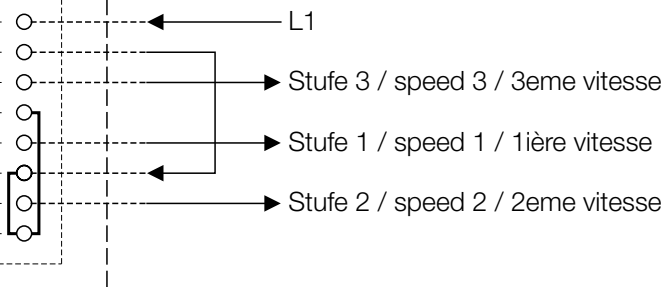 L1
Stufe 3 / speed 3 / 3eme vitesse
Stufe 1 / speed 1 / 1ière vitesse
Stufe 2 / speed 2 / 2eme vitesse